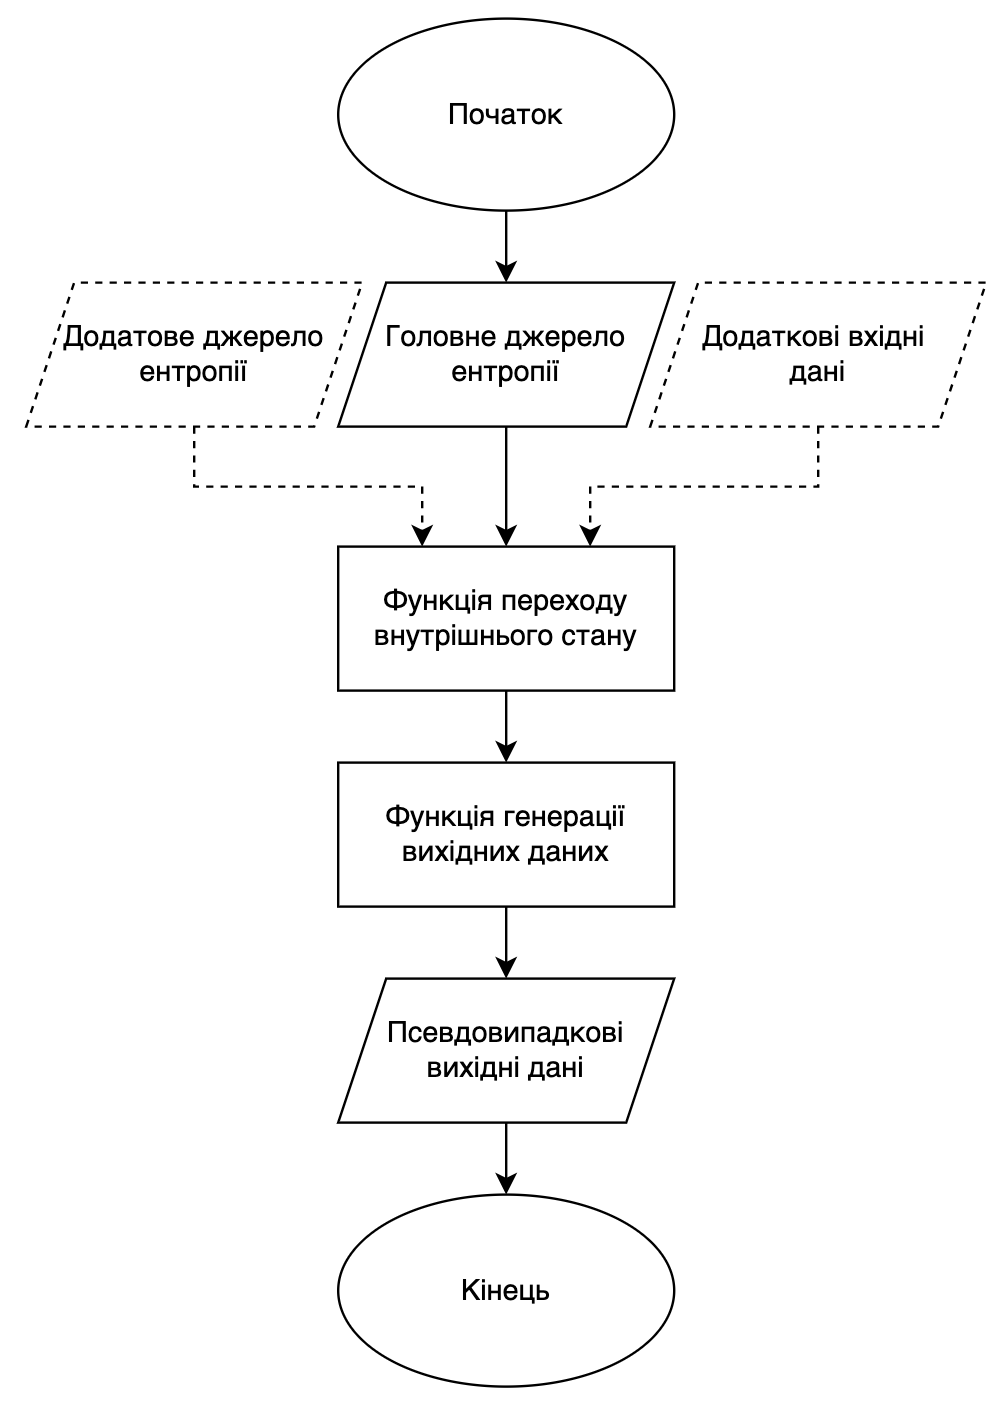 Початок
Додатове джерело
ентропії
Головне джерело
ентропії
Додаткові вхідні
дані
Функція переходу
внутрішнього стану
Функція генерації
вихідних даних
Псевдовипадкові
вихідні дані
Кінець